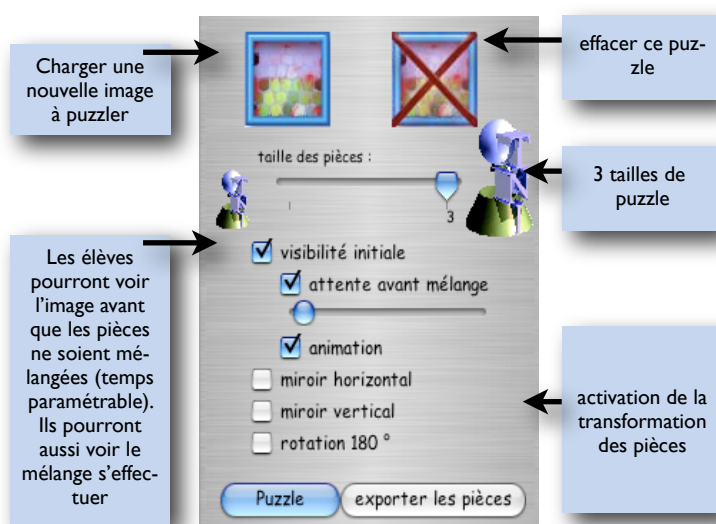 Charger une
nouvelle image
à puzzler
effacer ce puz-
zle
taille des pièces :
3
3 tailles de
puzzle
Les élèves
pourront voir
l'image avant
que les pièces
ne soient mé-
langées (temps
paramétrable).
Ils pourront
aussi voir le
mélange s'effec-
tuer
visibilité initiale
attente avant mélange
animation
miroir horizontal
miroir vertical
rotation 180 °
activation de la
transformation
des pièces
Puzzle
exporter les pièces